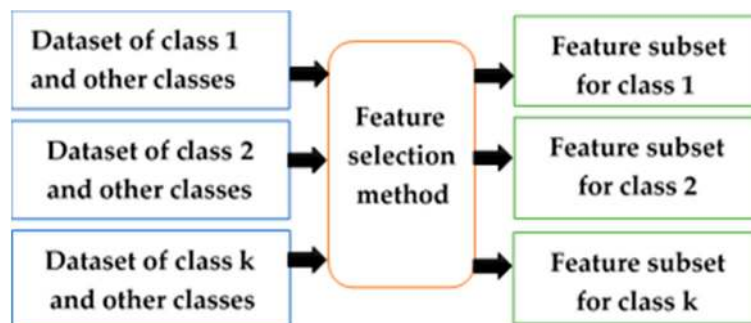 Dataset of class 1
and other classes
Dataset of class 2
and other classes
Dataset of class k
and other classes
Feature
selection
method
Feature subset
for class 1
Feature subset
for class 2
Feature subset
for class k